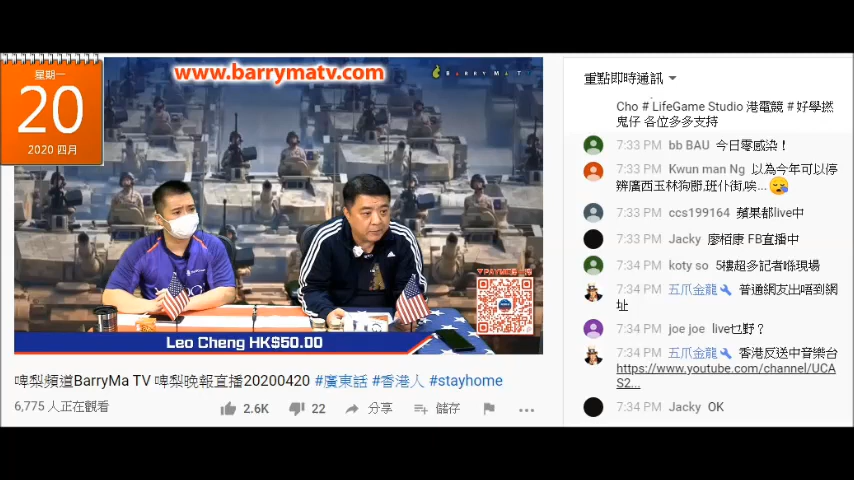 www.barrymatv.com
BARRYMAT
星期一
20
2020 四月
PAYME
Leo Cheng HK$50.00
啤梨頻道BarryMa TV 啤梨晚報直播20200420 #廣東話 #香港人 #stayhome
6,775 人正在觀看
2.6K
22
分享
儲存
重點即時通訊
Cho # LifeGame Studio 港電競 # 好學撚
鬼仔 各位多多支持
7:33 PM bb BAU 今日零感染！
7:33 PM Kwun man Ng 以為今年可以停
辨廣西玉林狗節,班仆街,唉...
7:33 PM ccs199164 蘋果都live中
7:33 PM Jacky 廖栢康 FB直播中
7:34 PM koty so 5樓超多記者喺現場
7:34 PM 五爪金龍 普通網友出唔到網
址
7:34 PM joe joe live乜野？
7:34 PM 五爪金龍 香港反送中音樂台
https://www.youtube.com/channel/UCA
S2...
7:34 PM Jacky OK